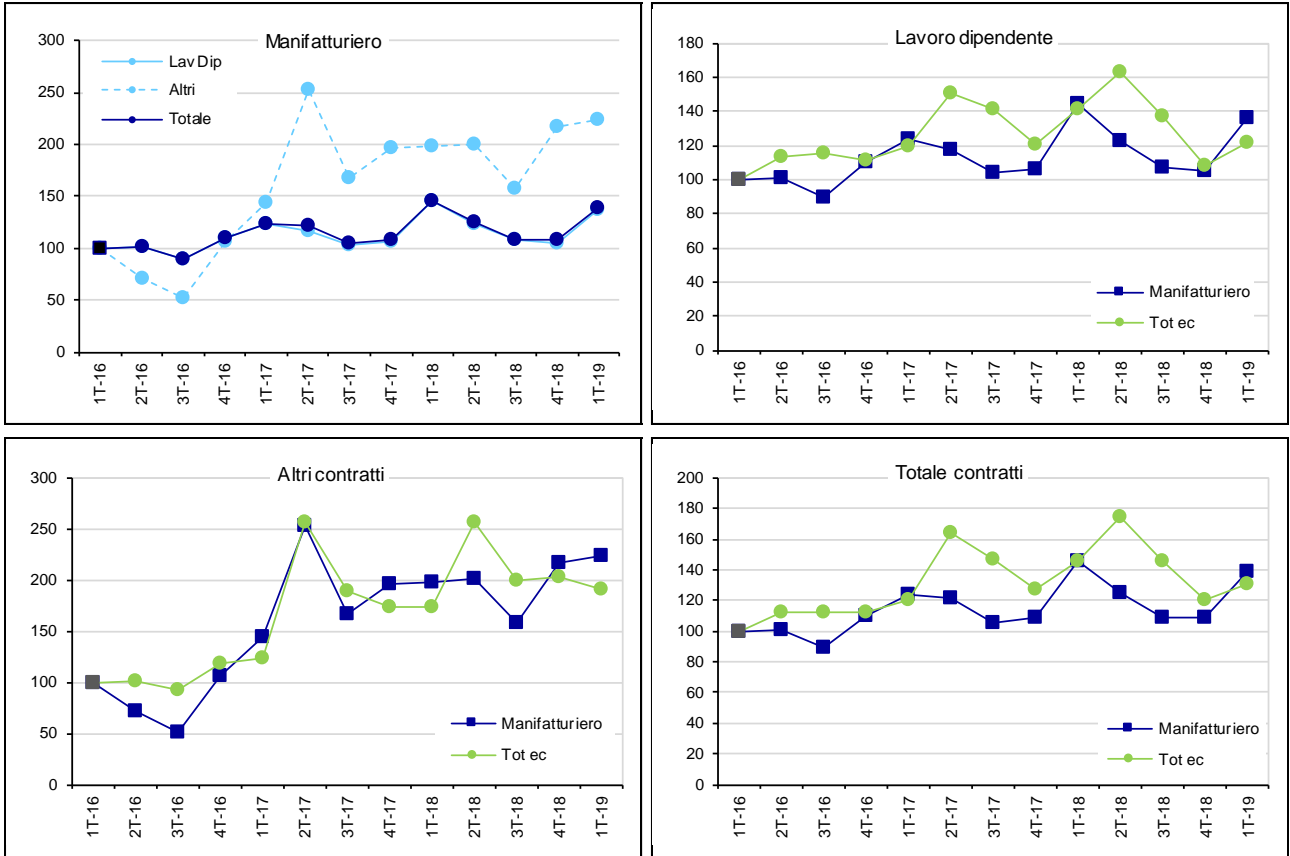 Manifatturiero
300
250
200
150
100
50
0
Lav Dip
Altri
Totale
1T-16
2T-16
3T-16
4T-16
1T-17
2T-17
3T-17
4T-17
1T-18
2T-18
3T-18
4T-18
1T-19
Lavoro dipendente
180
160
140
120
100
80
60
40
20
0
Manifatturiero
Tot ec
1T-16
2T-16
3T-16
4T-16
1T-17
2T-17
3T-17
4T-17
1T-18
2T-18
3T-18
4T-18
1T-19
Altri contratti
300
250
200
150
100
50
0
Manifatturiero
Tot ec
1T-16
2T-16
3T-16
4T-16
1T-17
2T-17
3T-17
4T-17
1T-18
2T-18
3T-18
4T-18
1T-19
Totale contratti
200
180
160
140
120
100
80
60
40
20
0
Manifatturiero
Tot ec
1T-16
2T-16
3T-16
4T-16
1T-17
2T-17
3T-17
4T-17
1T-18
2T-18
3T-18
4T-18
1T-19